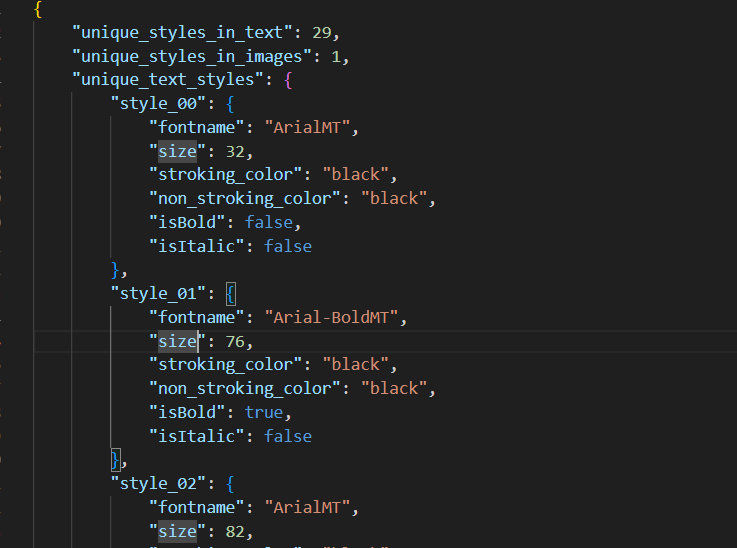 {
"unique_styles_in_text": 29,
"unique_styles_in_images": 1,
"unique_text_styles": {
"style_00": {
"fontname": "ArialMT",
"size": 32,
"stroking_color": "black",
"non_stroking_color": "black",
"isBold": false,
"isItalic": false
},
"style_01": {
"fontname": "Arial-BoldMT",
"size": 76,
"stroking_color": "black",
"non_stroking_color": "black",
"isBold": true,
"isItalic": false
},
"style_02": {
"fontname": "ArialMT",
"size": 82,